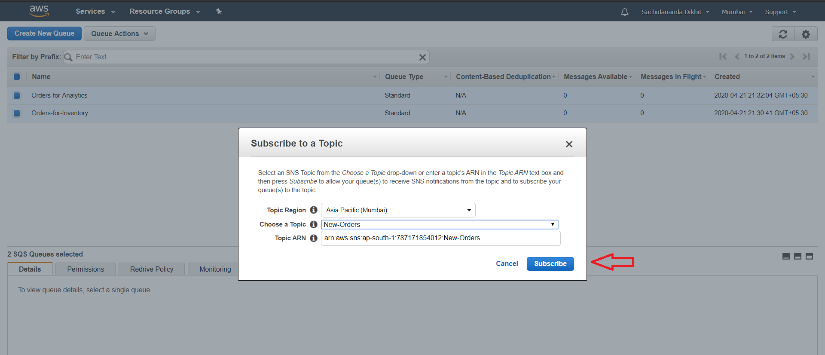 aws
Services
Resource Groups
Sachidananda Dikhit
Mumbai
Support
Create New Queue
Queue Actions
Filter by Prefix:
Enter Text
1 to 2 of 2 items
Name
Queue Type
Content-Based Deduplication
Messages Available
Messages in Flight
Created
Orders-for-Analytics
Standard
N/A
0
0
2020-04-21 21:32:04 GMT+05:30
Orders-for-Inventory
Standard
N/A
0
0
2020-04-21 21:30:41 GMT+05:30
Subscribe to a Topic
Select an SNS Topic from the Choose a Topic drop-down or enter a topic's ARN in the Topic ARN text box and
then press Subscribe to allow your queue(s) to receive SNS notifications from the topic and to subscribe your
queue(s) to the topic.
Topic Region
Asia Pacific (Mumbai)
Choose a Topic
New-Orders
Topic ARN
arn:aws:sns:ap-south-1:787171854012:New-Orders
Cancel
Subscribe
2 SQS Queues selected
Details
Permissions
Redrive Policy
Monitoring
To view queue details, select a single queue